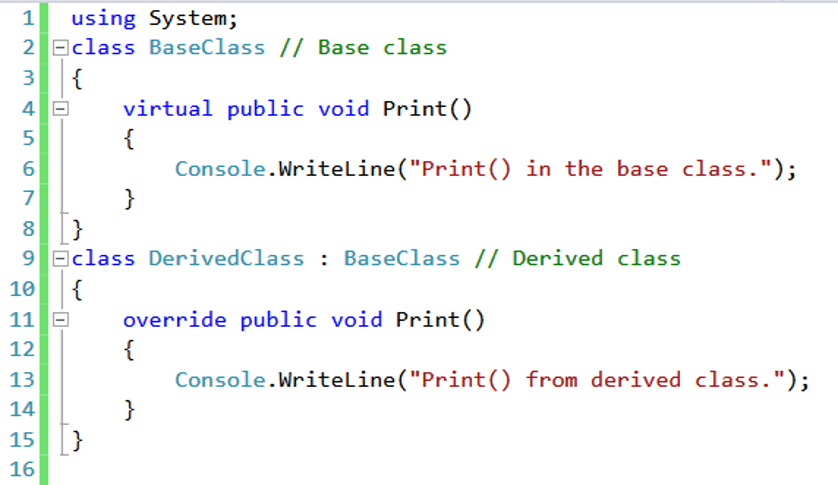 1 using System;
2 class BaseClass // Base class
3 {
4     virtual public void Print()
5     {
6         Console.WriteLine("Print() in the base class.");
7     }
8 }
9 class DerivedClass : BaseClass // Derived class
10 {
11     override public void Print()
12     {
13         Console.WriteLine("Print() from derived class.");
14     }
15 }
16